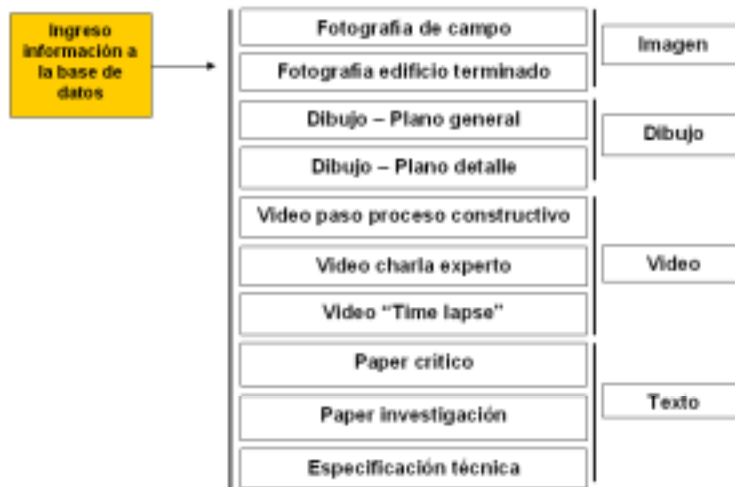 Ingreso
información a
la base de
datos
Fotografia de campo
Fotografia edificio terminado
Imagen
Dibujo – Plano general
Dibujo – Plano detalle
Dibujo
Video paso proceso constructivo
Video charla experto
Video “Time lapse”
Video
Paper critico
Paper investigación
Especificación técnica
Texto